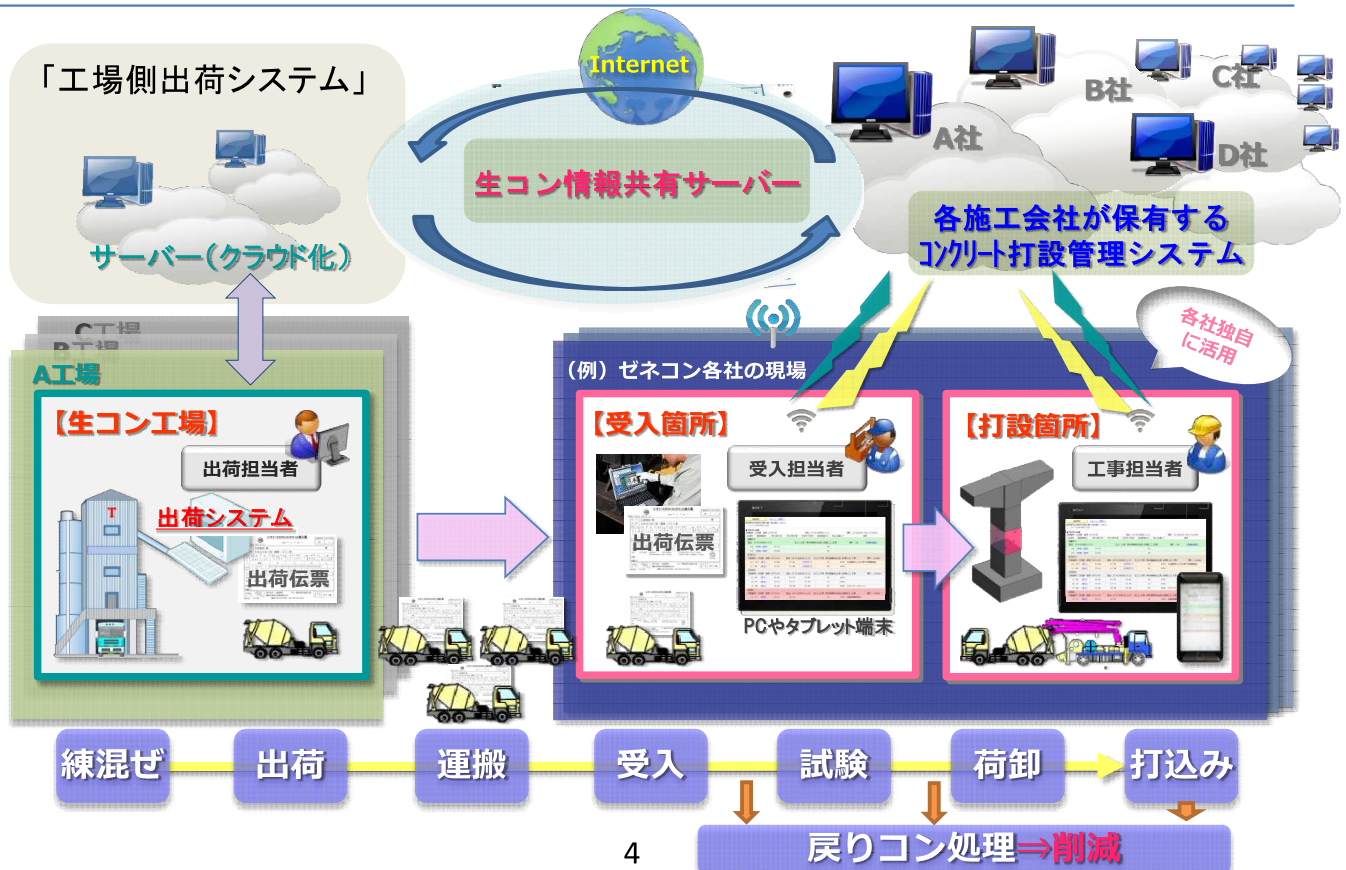 「工場側出荷システム」
サーバー（クラウド化）
Internet
生コン情報共有サーバー
A社
B社
C社
D社
各施工会社が保有する
コンクリート打設管理システム
各社独自
に活用
C工場
B工場
A工場
【生コン工場】
出荷担当者
出荷システム
T
出荷伝票
（例）ゼネコン各社の現場
【受入箇所】
受入担当者
出荷伝票
PCやタブレット端末
【打設箇所】
工事担当者
練混ぜ
出荷
運搬
受入
試験
荷卸
打込み
戻りコン処理⇒削減
4